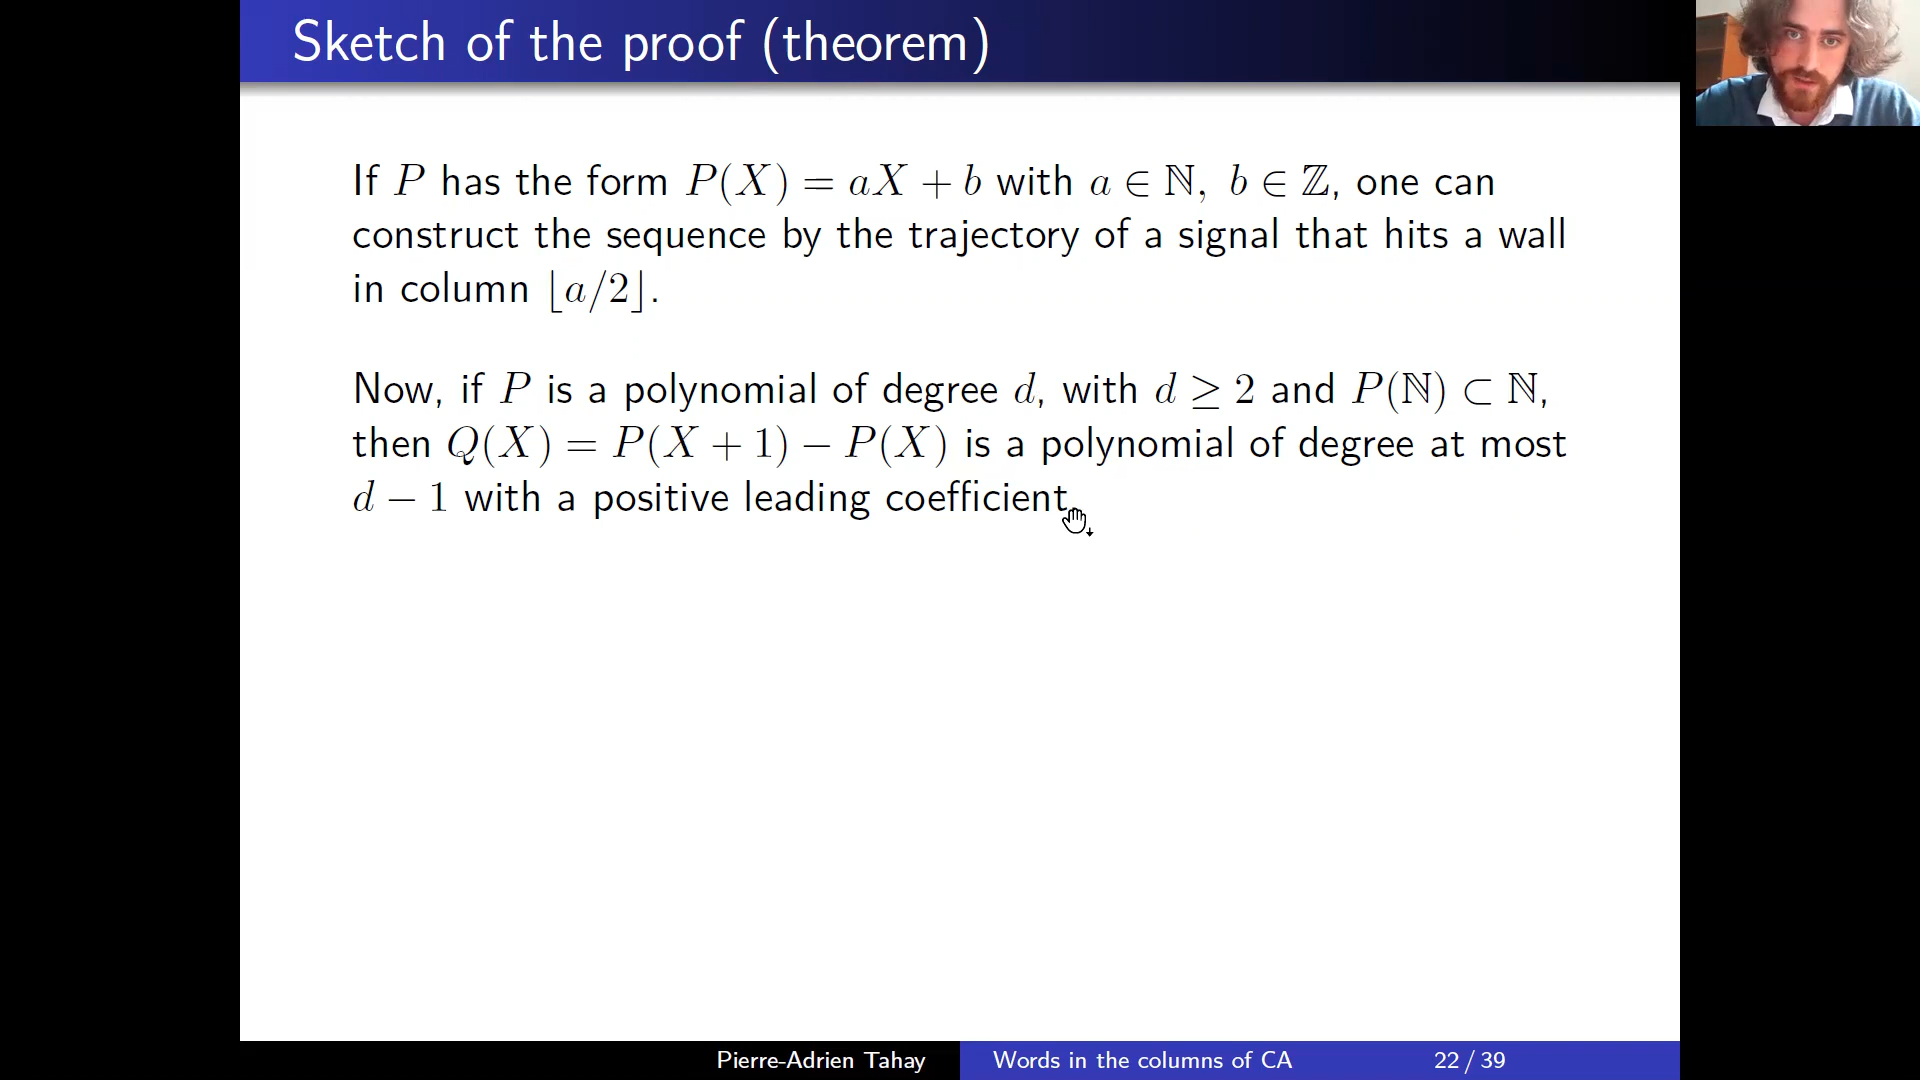 Sketch of the proof (theorem)
If P has the form P(X) = aX + b with a ∈ ℕ, b ∈ ℤ, one can
construct the sequence by the trajectory of a signal that hits a wall
in column ⌊a/2⌋.
Now, if P is a polynomial of degree d, with d ≥ 2 and P(ℕ) ⊂ ℕ,
then Q(X) = P(X + 1) − P(X) is a polynomial of degree at most
d − 1 with a positive leading coefficient.
Pierre-Adrien Tahay
Words in the columns of CA
22 / 39